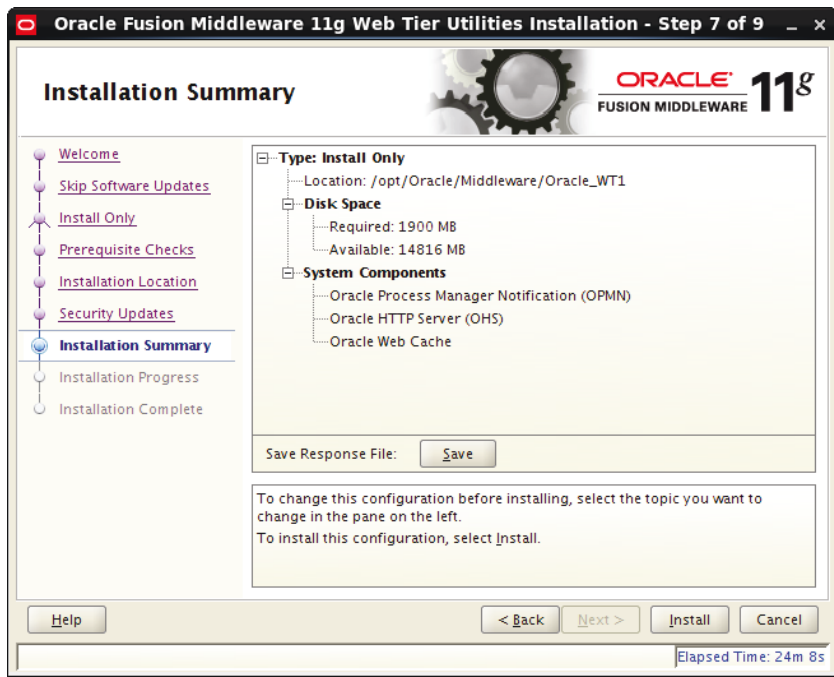 Oracle Fusion Middleware 11g Web Tier Utilities Installation - Step 7 of 9
Installation Summary
ORACLE
FUSION MIDDLEWARE 11g
Welcome
Skip Software Updates
Install Only
Prerequisite Checks
Installation Location
Security Updates
Installation Summary
Installation Progress
Installation Complete
Type: Install Only
Location: /opt/Oracle/Middleware/Oracle_WT1
Disk Space
Required: 1900 MB
Available: 14816 MB
System Components
Oracle Process Manager Notification (OPMN)
Oracle HTTP Server (OHS)
Oracle Web Cache
Save Response File: Save
To change this configuration before installing, select the topic you want to
change in the pane on the left.
To install this configuration, select Install.
Help < Back Next > Install Cancel
Elapsed Time: 24m 8s